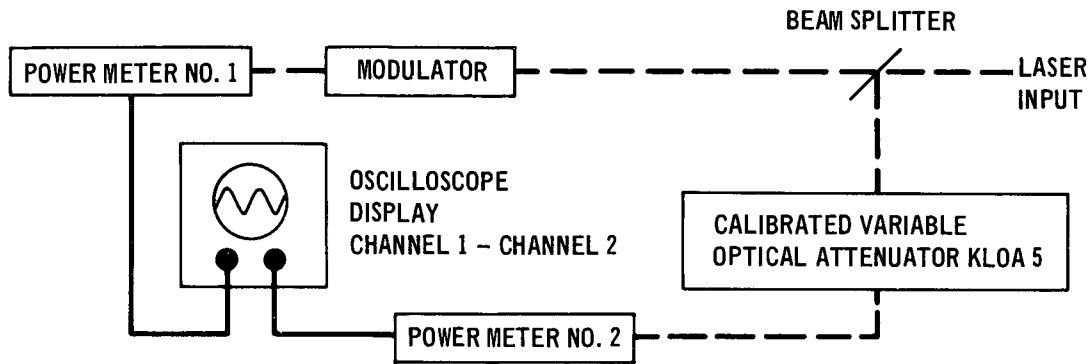 BEAM SPLITTER
POWER METER NO. 1
MODULATOR
LASER
INPUT
OSCILLOSCOPE
DISPLAY
CHANNEL 1 – CHANNEL 2
CALIBRATED VARIABLE
OPTICAL ATTENUATOR KLOA 5
POWER METER NO. 2